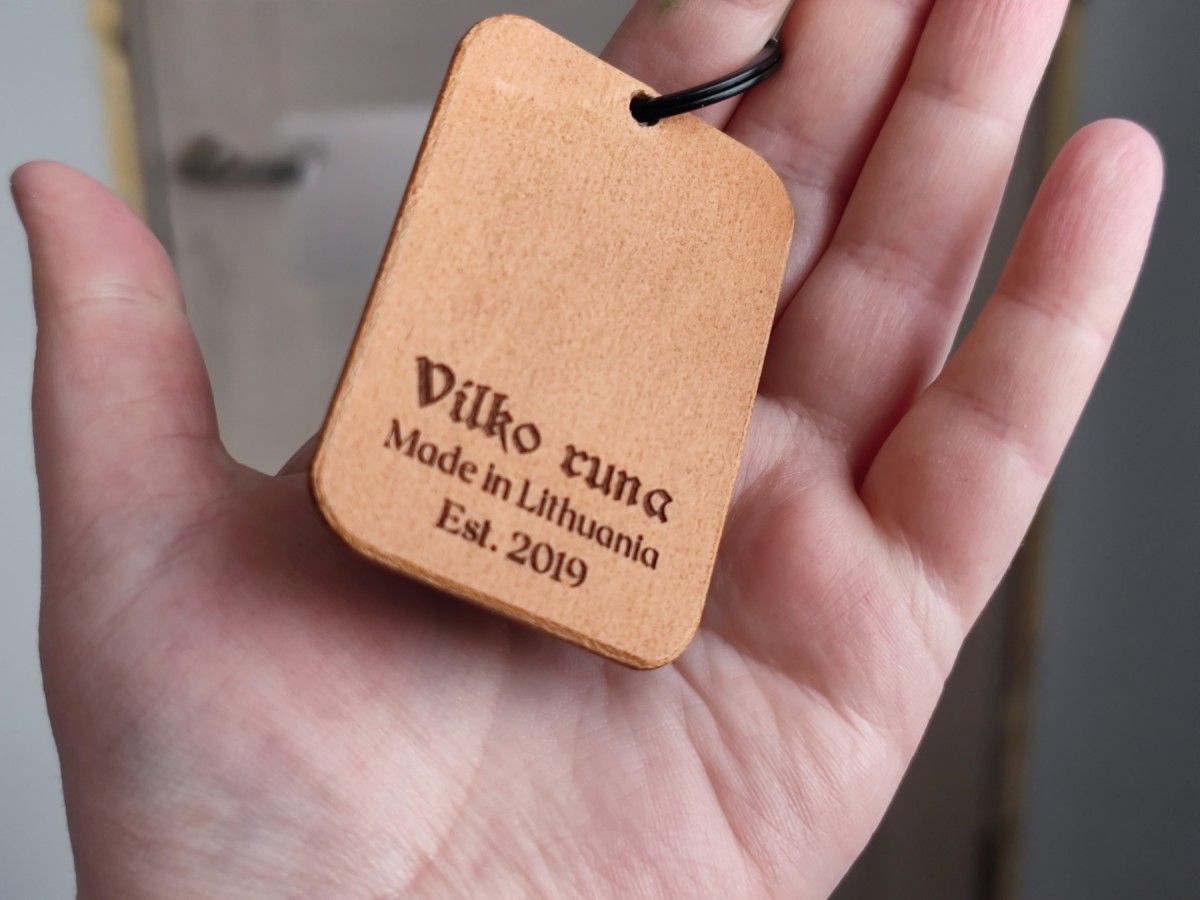 Vilko runa
Made in Lithuania
Est. 2019